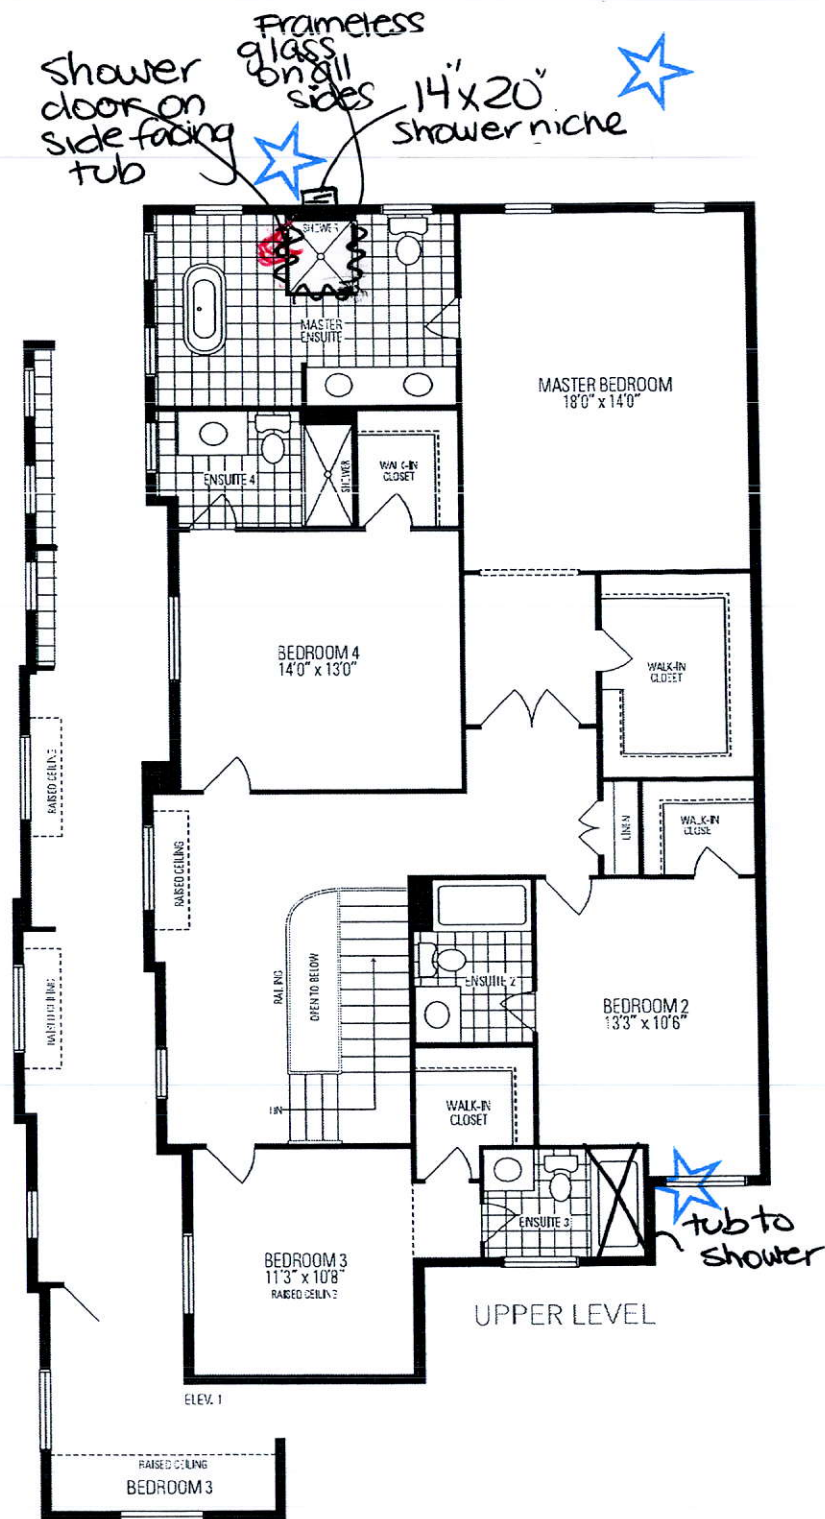 Frameless
glass
on all
sides
Shower
door on
side facing
tub
14"x20"
shower niche
SHOWER
MASTER
ENSUITE
MASTER BEDROOM
18'0" x 14'0"
ENSUITE 4
SHOWER
WALK-IN
CLOSET
BEDROOM 4
14'0" x 13'0"
WALK-IN
CLOSET
RAISED CEILING
RAISED CEILING
LINEN
WALK-IN
CLOSE
RAILING
OPEN TO BELOW
ENSUITE 2
BEDROOM 2
13'3" x 10'6"
RAISED CEILING
WALK-IN
CLOSET
ENSUITE 3
tub to
shower
BEDROOM 3
11'3" x 10'8"
RAISED CEILING
UPPER LEVEL
ELEV. 1
RAISED CEILING
BEDROOM 3